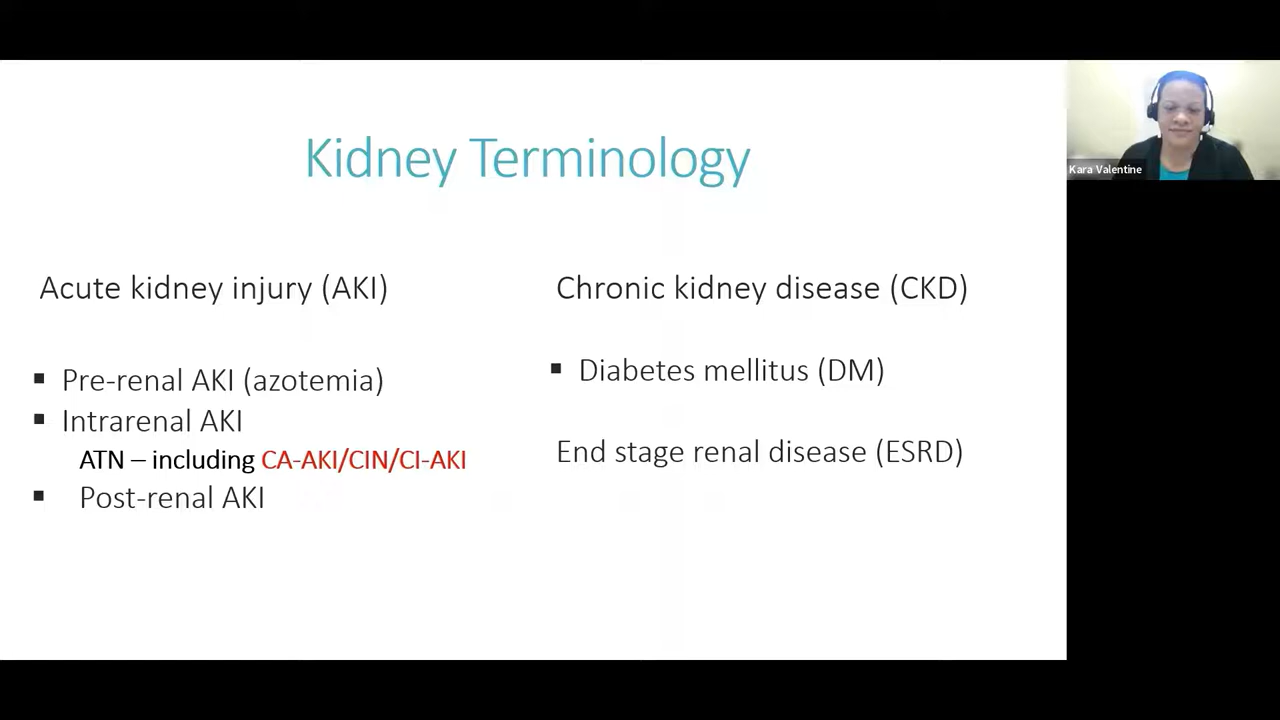 Kidney Terminology
Acute kidney injury (AKI)
▪ Pre-renal AKI (azotemia)
▪ Intrarenal AKI
ATN – including CA-AKI/CIN/CI-AKI
▪ Post-renal AKI
Chronic kidney disease (CKD)
▪ Diabetes mellitus (DM)
End stage renal disease (ESRD)
Kara Valentine